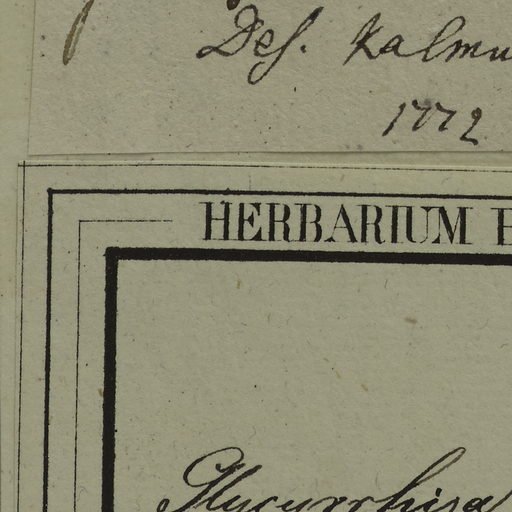 Des. Kalmu
1772
HERBARIUM
Glycyrrhiza